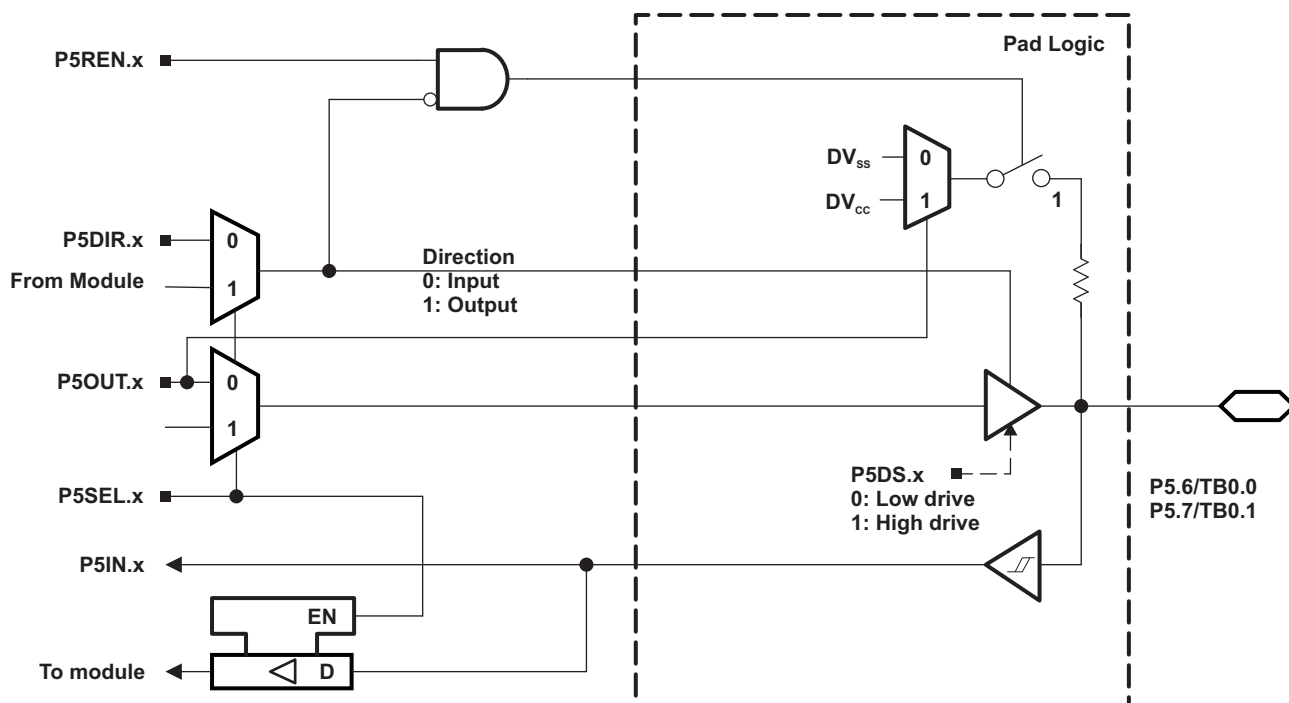 Pad Logic
P5REN.x
DVSS
0
DVCC
1
1
P5DIR.x
0
From Module
1
Direction
0: Input
1: Output
P5OUT.x
0
1
P5SEL.x
P5DS.x
0: Low drive
1: High drive
P5.6/TB0.0
P5.7/TB0.1
P5IN.x
EN
To module
D